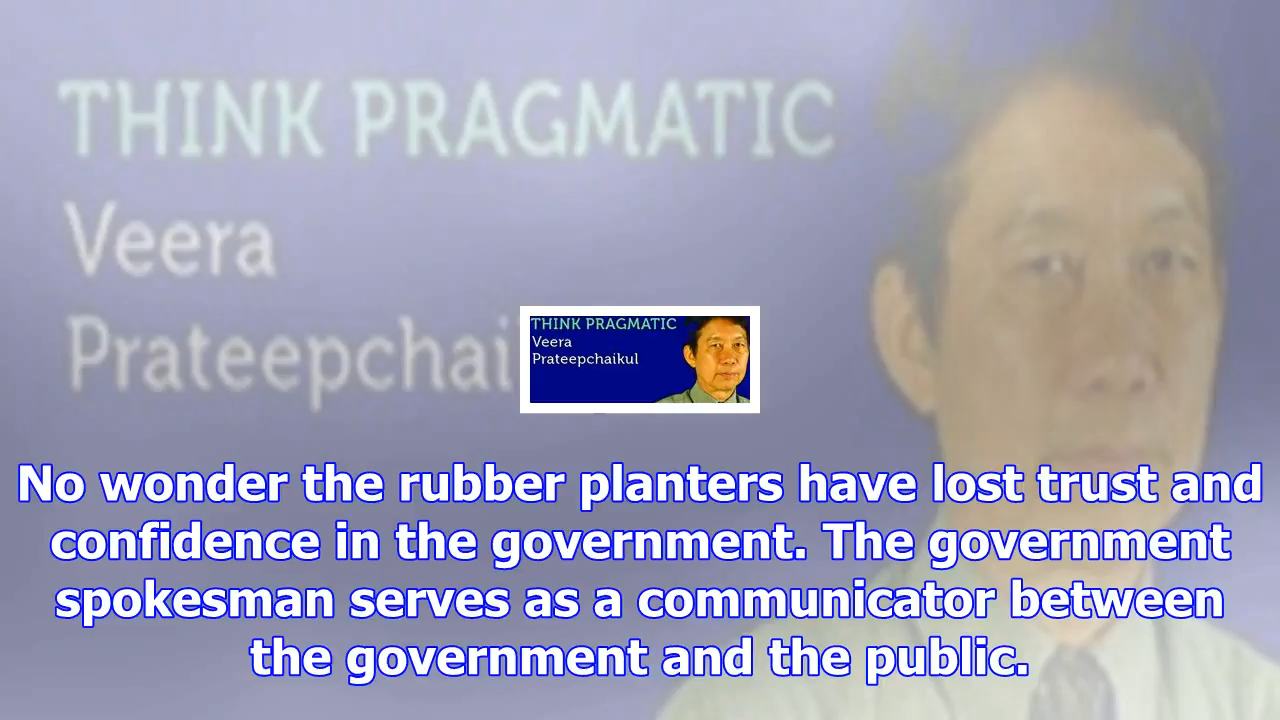 THINK PRAGMATIC
Veera
Prateepchai
THINK PRAGMATIC
Veera
Prateepchaikul
No wonder the rubber planters have lost trust and
confidence in the government. The government
spokesman serves as a communicator between
the government and the public.